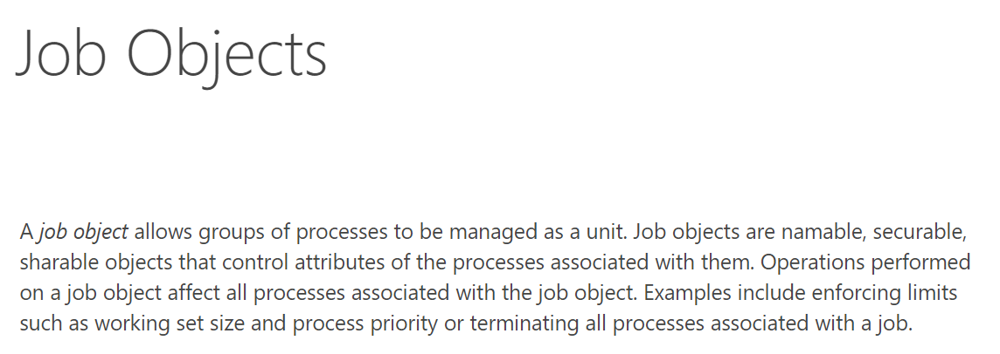 Job Objects
A job object allows groups of processes to be managed as a unit. Job objects are namable, securable,
sharable objects that control attributes of the processes associated with them. Operations performed
on a job object affect all processes associated with the job object. Examples include enforcing limits
such as working set size and process priority or terminating all processes associated with a job.